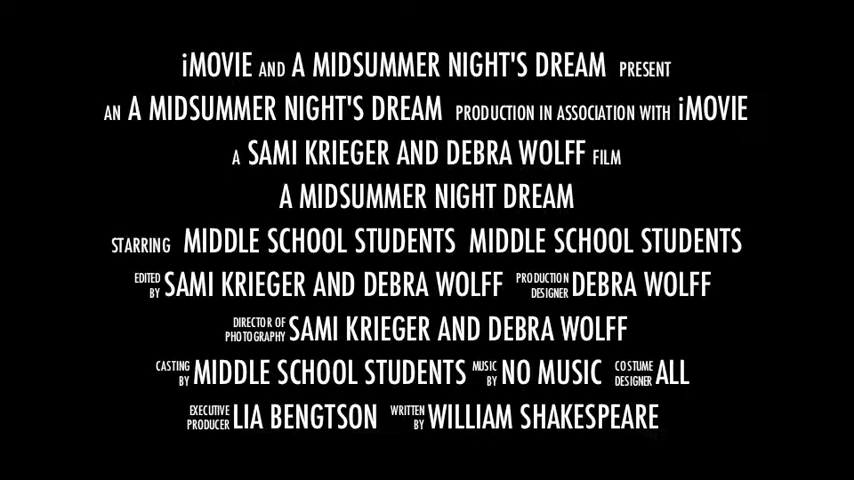 iMOVIE AND A MIDSUMMER NIGHT'S DREAM PRESENT
AN A MIDSUMMER NIGHT'S DREAM PRODUCTION IN ASSOCIATION WITH iMOVIE
A SAMI KRIEGER AND DEBRA WOLFF FILM
A MIDSUMMER NIGHT DREAM
STARRING MIDDLE SCHOOL STUDENTS MIDDLE SCHOOL STUDENTS
EDITED BY SAMI KRIEGER AND DEBRA WOLFF PRODUCTION DESIGNER DEBRA WOLFF
DIRECTOR OF PHOTOGRAPHY SAMI KRIEGER AND DEBRA WOLFF
CASTING BY MIDDLE SCHOOL STUDENTS MUSIC BY NO MUSIC COSTUME DESIGNER ALL
EXECUTIVE PRODUCER LIA BENGTSON WRITTEN BY WILLIAM SHAKESPEARE